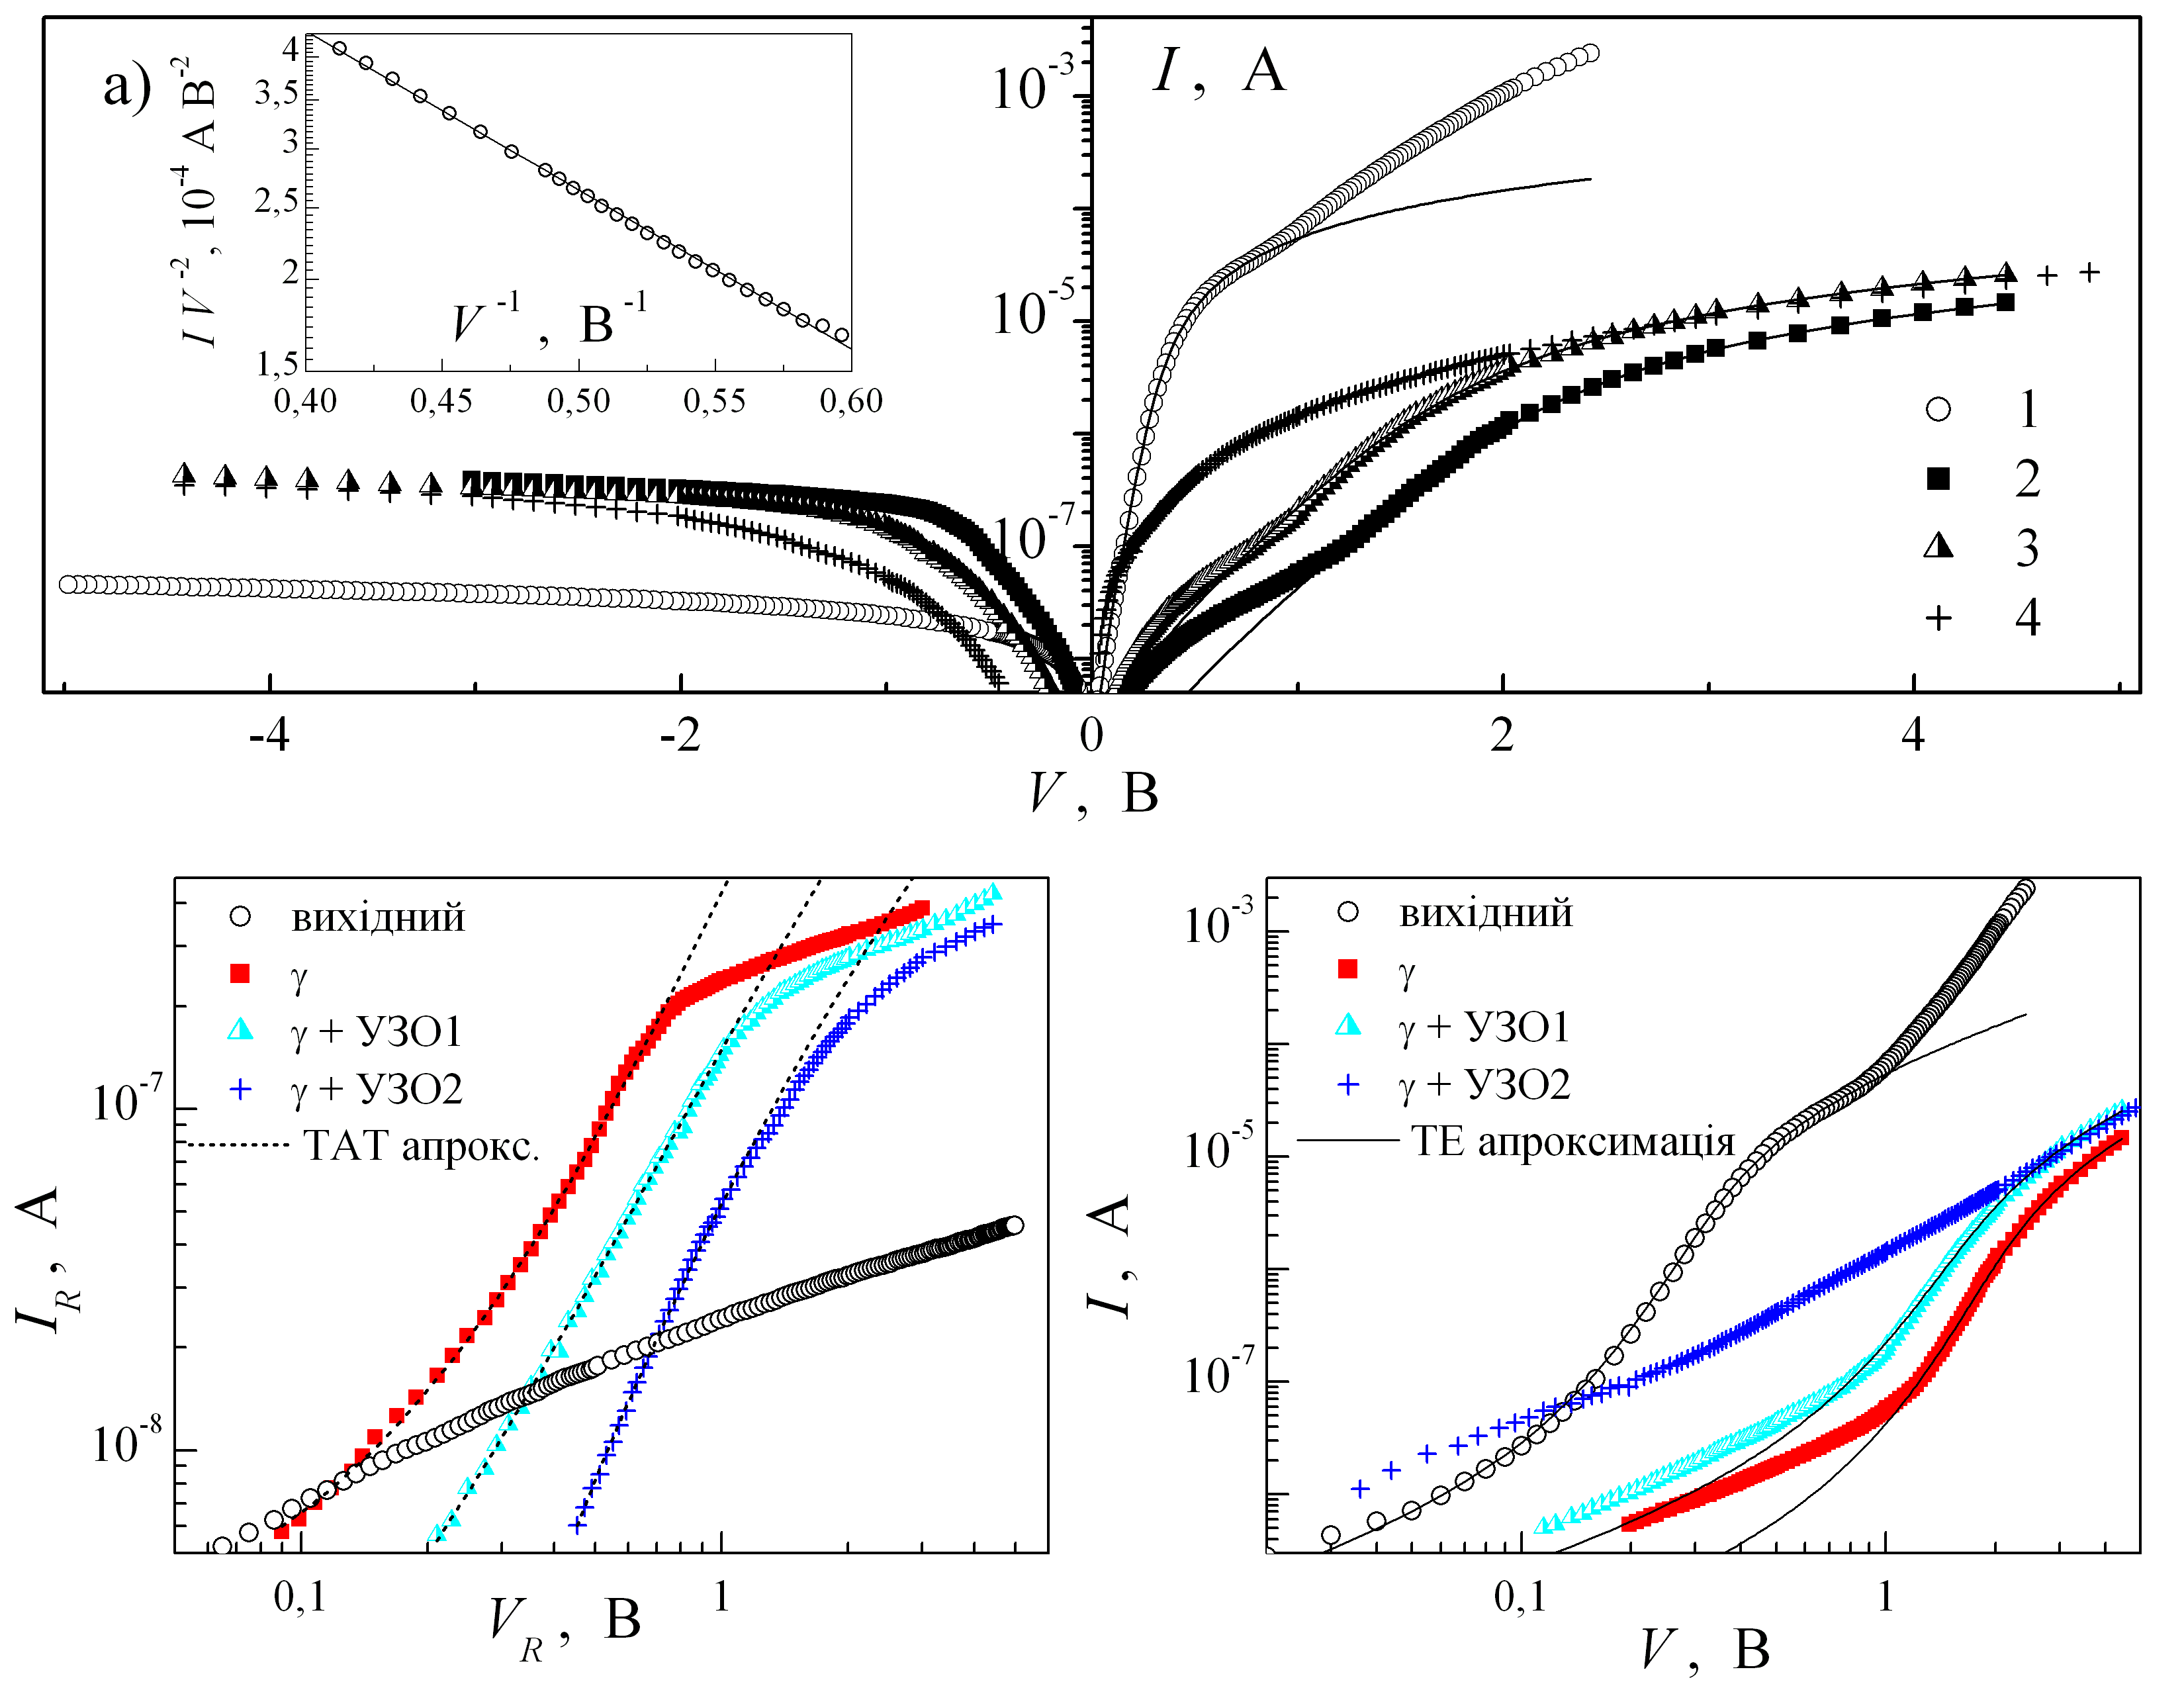 a)
I V⁻², 10⁻⁴ A B⁻²
4
3,5
3
2,5
2
1,5
0,40 0,45 0,50 0,55 0,60
V⁻¹, B⁻¹
I, A
10⁻³
10⁻⁵
10⁻⁷
1
2
3
4
-4 -2 0 2 4
V, B
вихідний
γ
γ + УЗО1
γ + УЗО2
ТАТ апрокс.
I_R, A
10⁻⁷
10⁻⁸
0,1 1
V_R, B
вихідний
γ
γ + УЗО1
γ + УЗО2
ТЕ апроксимація
I, A
10⁻³
10⁻⁵
10⁻⁷
0,1 1
V, B